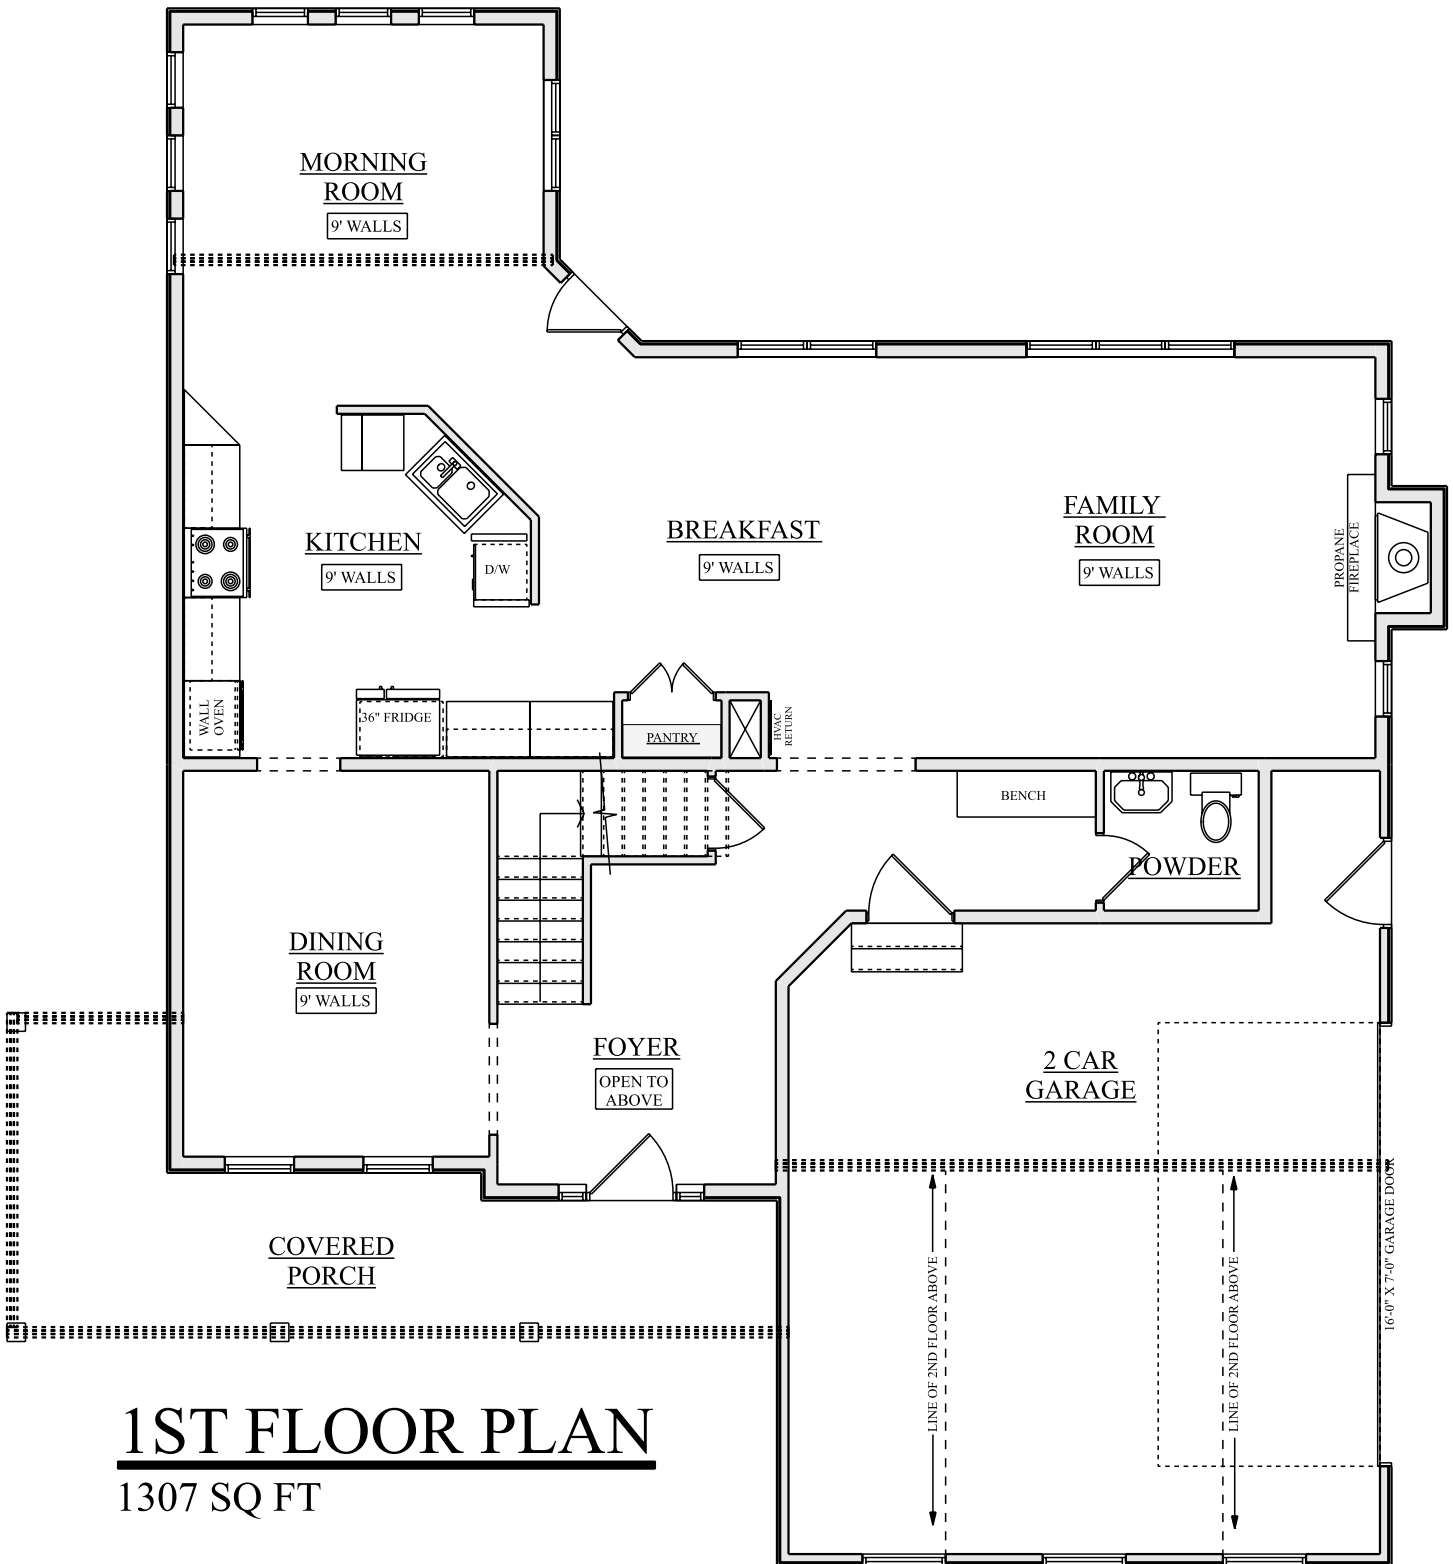 MORNING
ROOM
9' WALLS
KITCHEN
9' WALLS
D/W
BREAKFAST
9' WALLS
FAMILY
ROOM
9' WALLS
PROPANE
FIREPLACE
WALL
OVEN
36" FRIDGE
PANTRY
HVAC
RETURN
BENCH
POWDER
DINING
ROOM
9' WALLS
FOYER
OPEN TO
ABOVE
2 CAR
GARAGE
16'-0" X 7'-0" GARAGE DOOR
LINE OF 2ND FLOOR ABOVE
LINE OF 2ND FLOOR ABOVE
COVERED
PORCH
1ST FLOOR PLAN
1307 SQ FT